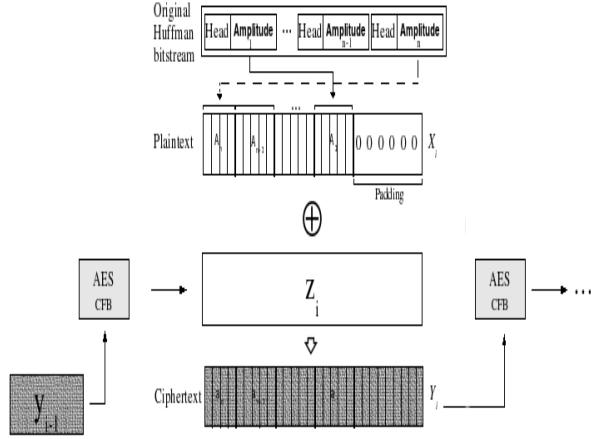 Original
Huffman
bitstream
Head Amplitude ... Head Amplitude n-1 Head Amplitude n
...
Plaintext A A 0 0 0 0 0 0 X i
Padding
AES
CFB
Z i
AES
CFB
...
y i-1
Ciphertext Y i